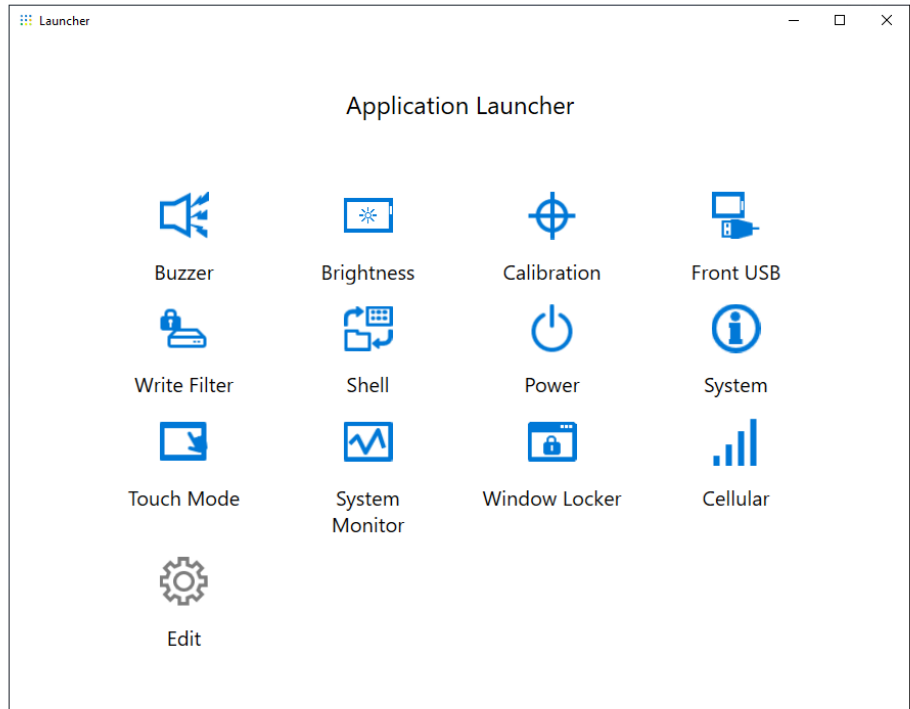 Launcher
Application Launcher
Buzzer
Brightness
Calibration
Front USB
Write Filter
Shell
Power
System
Touch Mode
System
Monitor
Window Locker
Cellular
Edit